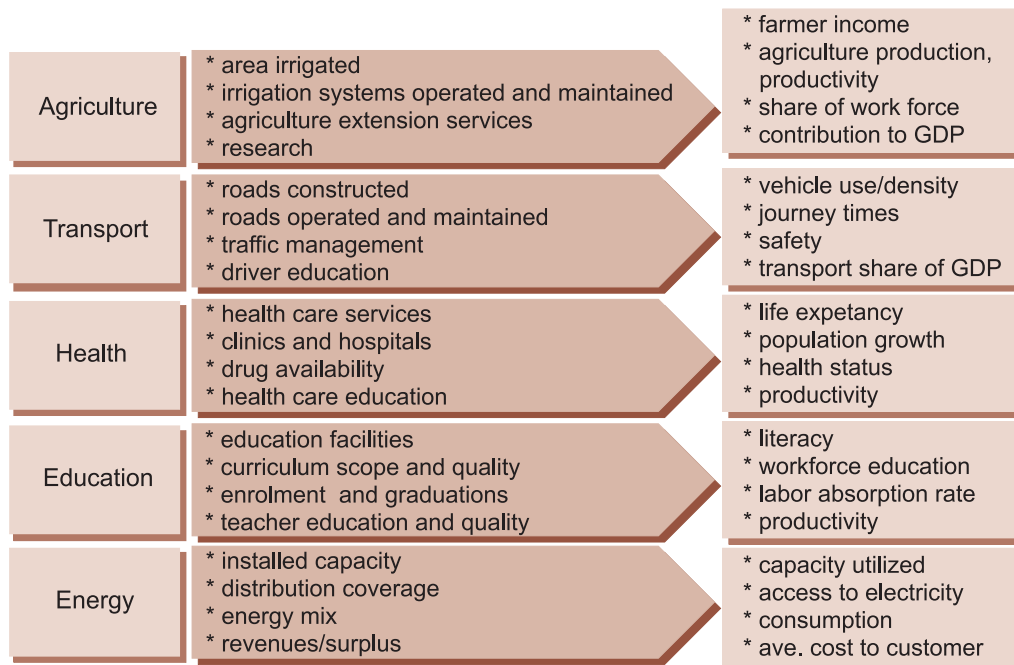 Agriculture
* area irrigated
* irrigation systems operated and maintained
* agriculture extension services
* research
* farmer income
* agriculture production,
productivity
* share of work force
* contribution to GDP
Transport
* roads constructed
* roads operated and maintained
* traffic management
* driver education
* vehicle use/density
* journey times
* safety
* transport share of GDP
Health
* health care services
* clinics and hospitals
* drug availability
* health care education
* life expetancy
* population growth
* health status
* productivity
Education
* education facilities
* curriculum scope and quality
* enrolment and graduations
* teacher education and quality
* literacy
* workforce education
* labor absorption rate
* productivity
Energy
* installed capacity
* distribution coverage
* energy mix
* revenues/surplus
* capacity utilized
* access to electricity
* consumption
* ave. cost to customer